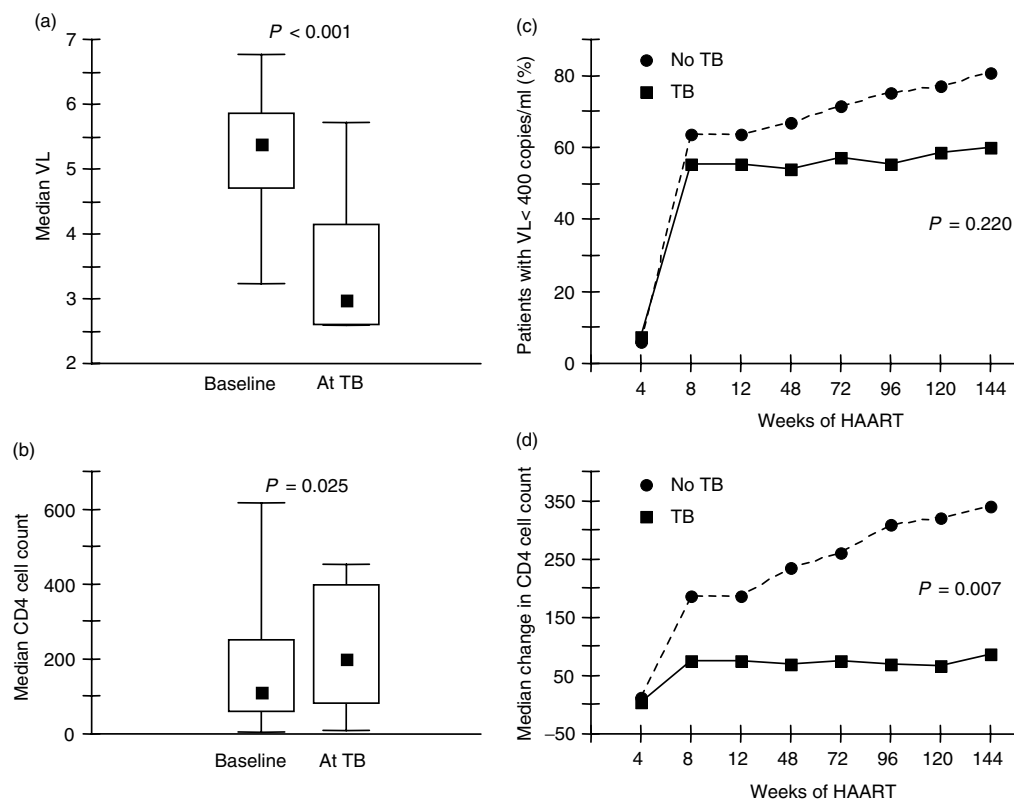 (a)
P < 0.001
7
6
5
4
3
2
Median VL
Baseline
At TB
(b)
P = 0.025
600
400
200
0
Median CD4 cell count
Baseline
At TB
(c)
No TB
TB
80
60
40
20
0
Patients with VL< 400 copies/ml (%)
P = 0.220
4 8 12 48 72 96 120 144
Weeks of HAART
(d)
No TB
TB
350
250
150
50
−50
Median change in CD4 cell count
P = 0.007
4 8 12 48 72 96 120 144
Weeks of HAART